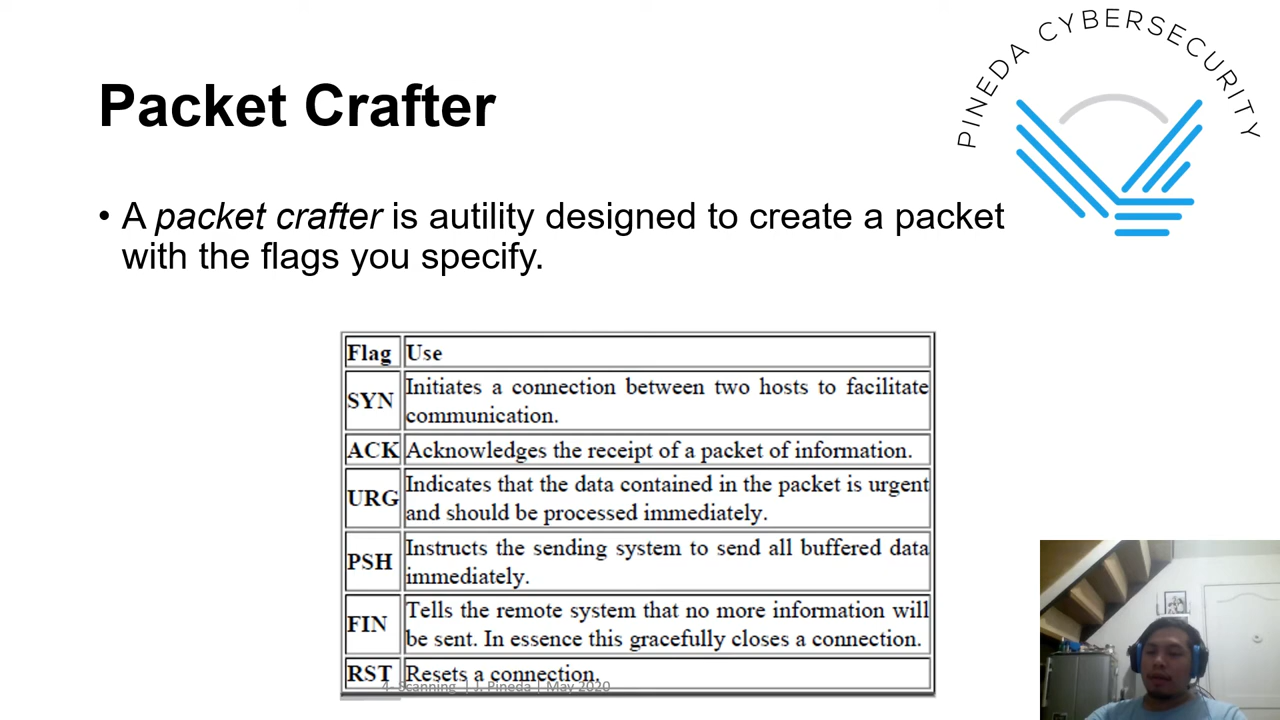 PINEDA CYBERSECURITY
Packet Crafter
• A packet crafter is autility designed to create a packet
with the flags you specify.
Flag Use
SYN Initiates a connection between two hosts to facilitate
communication.
ACK Acknowledges the receipt of a packet of information.
URG Indicates that the data contained in the packet is urgent
and should be processed immediately.
PSH Instructs the sending system to send all buffered data
immediately.
FIN Tells the remote system that no more information will
be sent. In essence this gracefully closes a connection.
RST Resets a connection.
4. Scanning | J. Pineda | May 2020